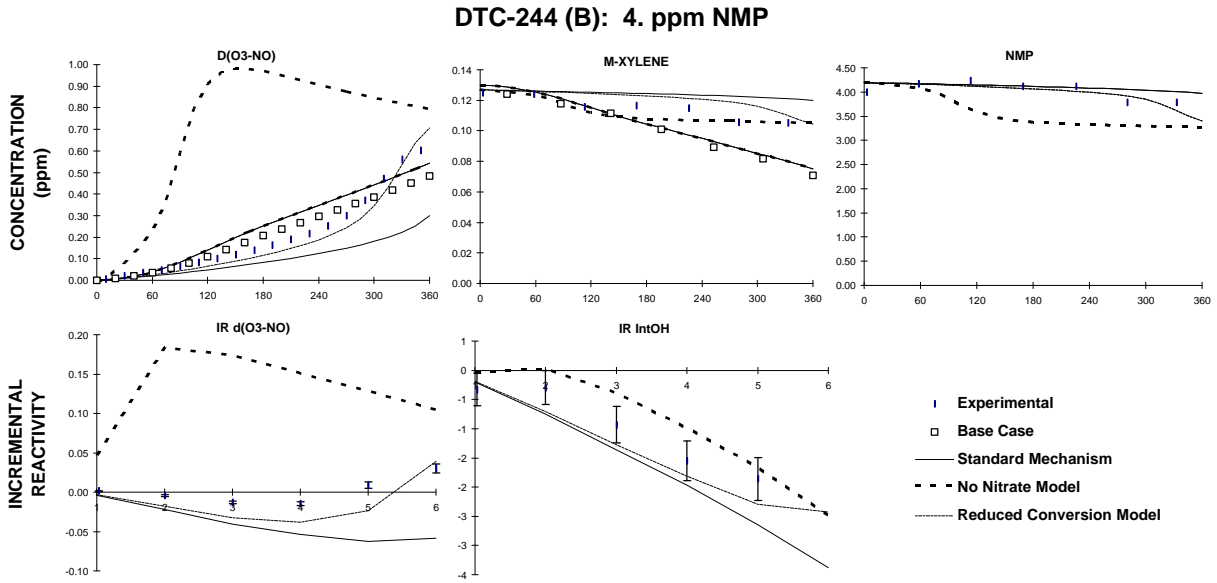 DTC-244 (B): 4. ppm NMP
CONCENTRATION
(ppm)
D(O3-NO)
1.00
0.90
0.80
0.70
0.60
0.50
0.40
0.30
0.20
0.10
0.00
0 60 120 180 240 300 360
M-XYLENE
0.14
0.12
0.10
0.08
0.06
0.04
0.02
0.00
0 60 120 180 240 300 360
NMP
4.50
4.00
3.50
3.00
2.50
2.00
1.50
1.00
0.50
0.00
0 60 120 180 240 300 360
INCREMENTAL
REACTIVITY
IR d(O3-NO)
0.20
0.15
0.10
0.05
0.00
-0.05
-0.10
1 2 3 4 5 6
IR IntOH
1
0
-1
-1
-2
-2
-3
-3
-4
2 3 4 5 6
Experimental
Base Case
Standard Mechanism
No Nitrate Model
Reduced Conversion Model